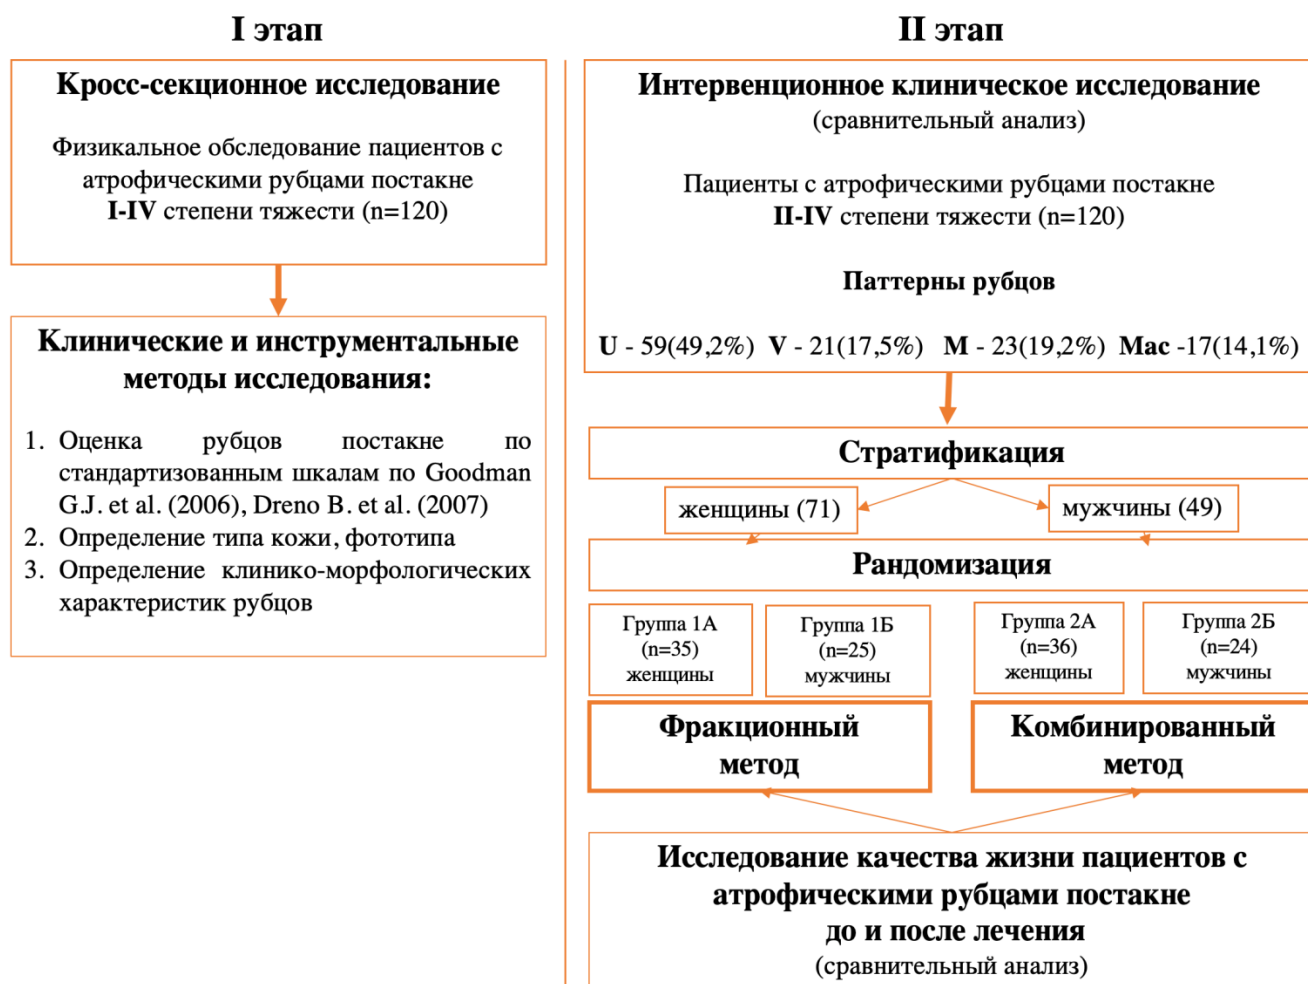 I этап
Кросс-секционное исследование
Физикальное обследование пациентов с
атрофическими рубцами постакне
I-IV степени тяжести (n=120)
Клинические и инструментальные
методы исследования:
1. Оценка рубцов постакне по
стандартизованным шкалам по Goodman
G.J. et al. (2006), Dreno B. et al. (2007)
2. Определение типа кожи, фототипа
3. Определение клинико-морфологических
характеристик рубцов
II этап
Интервенционное клиническое исследование
(сравнительный анализ)
Пациенты с атрофическими рубцами постакне
II-IV степени тяжести (n=120)
Паттерны рубцов
U - 59(49,2%) V - 21(17,5%) M - 23(19,2%) Mac -17(14,1%)
Стратификация
женщины (71)
мужчины (49)
Рандомизация
Группа 1А
(n=35)
женщины
Группа 1Б
(n=25)
мужчины
Группа 2А
(n=36)
женщины
Группа 2Б
(n=24)
мужчины
Фракционный
метод
Комбинированный
метод
Исследование качества жизни пациентов с
атрофическими рубцами постакне
до и после лечения
(сравнительный анализ)